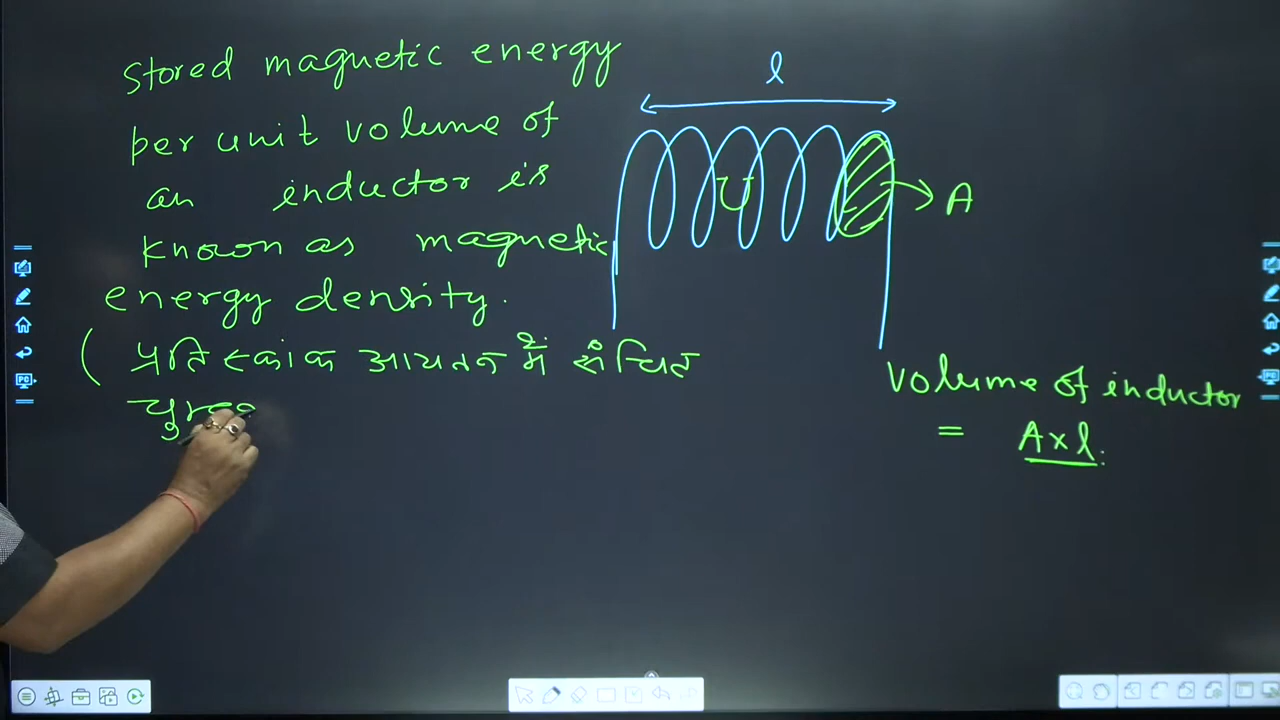 Stored magnetic energy
per unit volume of
an inductor is
known as magnetic
energy density.
( प्रति एकांक आयतन में संचित
l
U
A
Volume of inductor
= A x l.